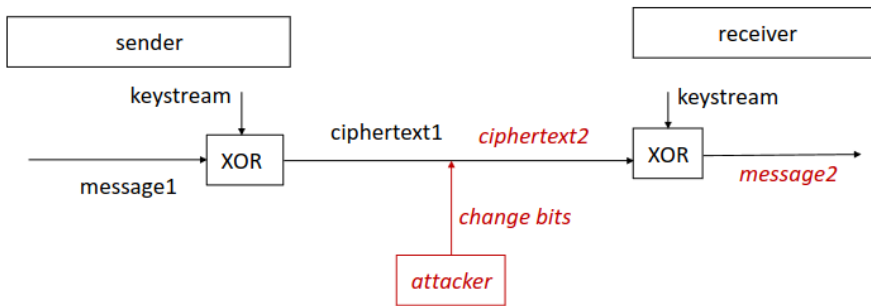 sender
receiver
keystream
keystream
ciphertext1
ciphertext2
XOR
XOR
message1
message2
change bits
attacker